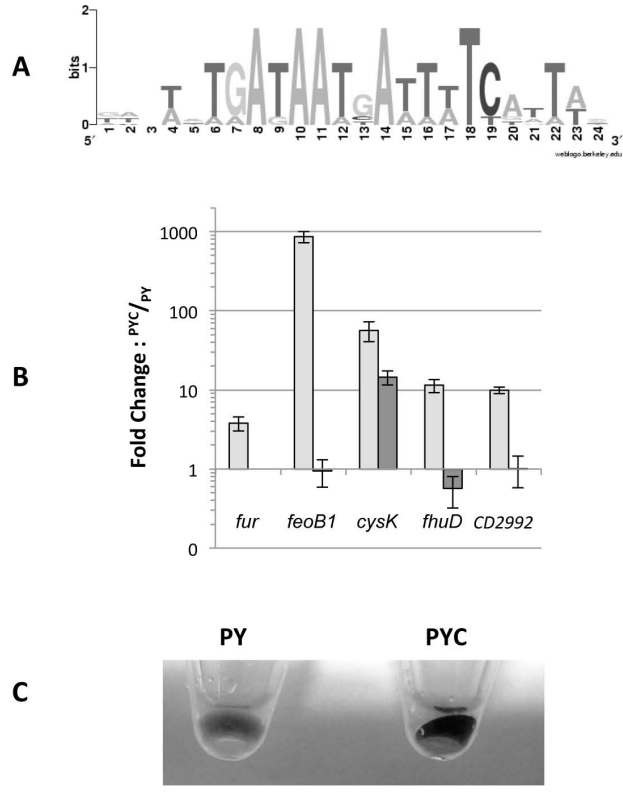 A
2
bits
1
0
T TGATAATGATTTTCATTA
1 2 3 4 5 6 7 8 9 10 11 12 13 14 15 16 17 18 19 20 21 22 23 24
5′ 3′
weblogo.berkeley.edu
B
Fold Change : PYC/PY
1000
100
10
1
0
fur feoB1 cysK fhuD CD2992
PY PYC
C